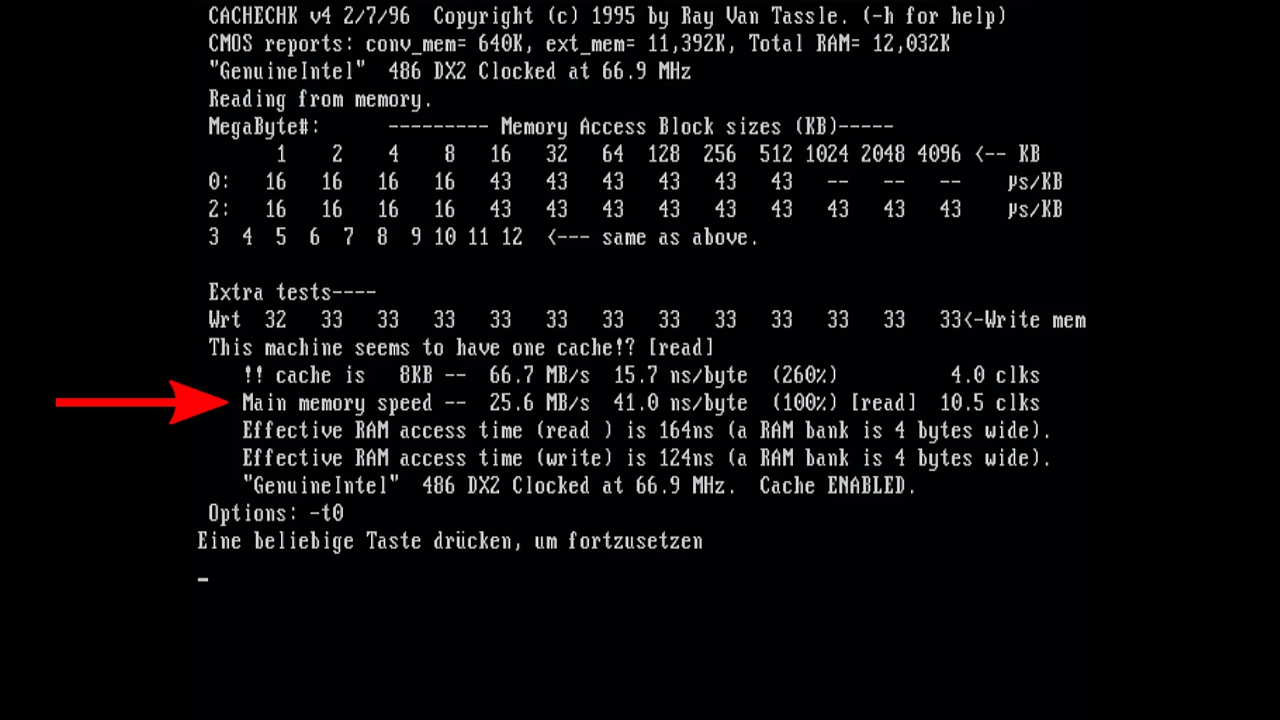 CACHECHK v4 2/7/96  Copyright (c) 1995 by Ray Van Tassle. (-h for help)
CMOS reports: conv_mem= 640K, ext_mem= 11,392K, Total RAM= 12,032K
"GenuineIntel"  486 DX2 Clocked at 66.9 MHz
Reading from memory.
MegaByte#:      --------- Memory Access Block sizes (KB)-----
1    2    4    8   16   32   64  128  256  512 1024 2048 4096 <-- KB
0:   16   16   16   16   43   43   43   43   43   43   --   --   --    µs/KB
2:   16   16   16   16   43   43   43   43   43   43   43   43   43    µs/KB
3  4  5  6  7  8  9 10 11 12  <--- same as above.
Extra tests----
Wrt  32   33   33   33   33   33   33   33   33   33   33   33   33<-Write mem
This machine seems to have one cache!? [read]
!! cache is   8KB --  66.7 MB/s  15.7 ns/byte  (260%)          4.0 clks
Main memory speed --  25.6 MB/s  41.0 ns/byte  (100%) [read]  10.5 clks
Effective RAM access time (read ) is 164ns (a RAM bank is 4 bytes wide).
Effective RAM access time (write) is 124ns (a RAM bank is 4 bytes wide).
"GenuineIntel"  486 DX2 Clocked at 66.9 MHz.  Cache ENABLED.
Options: -t0
Eine beliebige Taste drücken, um fortzusetzen